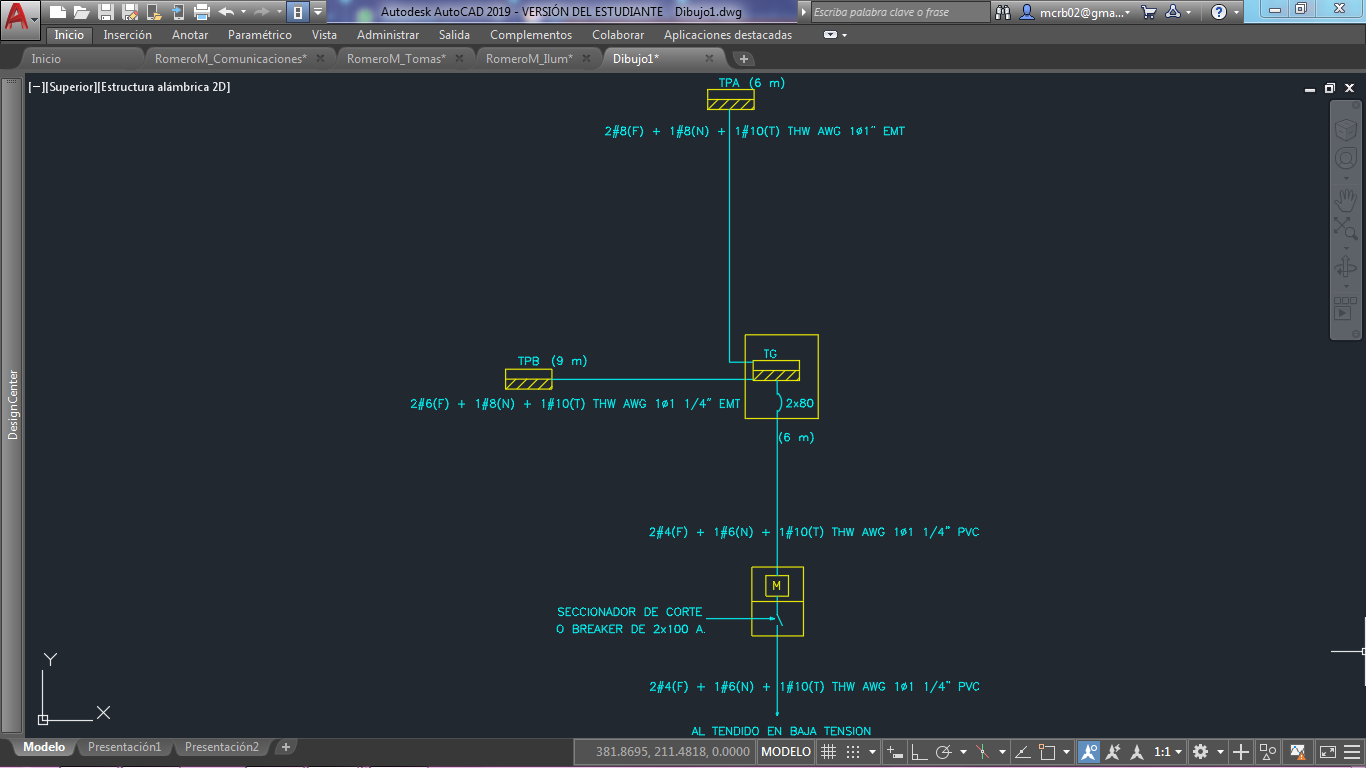 Autodesk AutoCAD 2019 - VERSIÓN DEL ESTUDIANTE Dibujo1.dwg
Escriba palabra clave o frase
mcrb02@gma...
Inicio Inserción Anotar Paramétrico Vista Administrar Salida Complementos Colaborar Aplicaciones destacadas
Inicio RomeroM_Comunicaciones* RomeroM_Tomas* RomeroM_Ilum* Dibujo1*
[−][Superior][Estructura alámbrica 2D]
TPA (6 m)
2#8(F) + 1#8(N) + 1#10(T) THW AWG 1ø1" EMT
TG
TPB (9 m)
2#6(F) + 1#8(N) + 1#10(T) THW AWG 1ø1 1/4" EMT
2x80
DesignCenter
(6 m)
2#4(F) + 1#6(N) + 1#10(T) THW AWG 1ø1 1/4" PVC
M
SECCIONADOR DE CORTE
O BREAKER DE 2x100 A.
2#4(F) + 1#6(N) + 1#10(T) THW AWG 1ø1 1/4" PVC
AL TENDIDO EN BAJA TENSION
Y
X
Modelo Presentación1 Presentación2
381.8695, 211.4818, 0.0000 MODELO 1:1